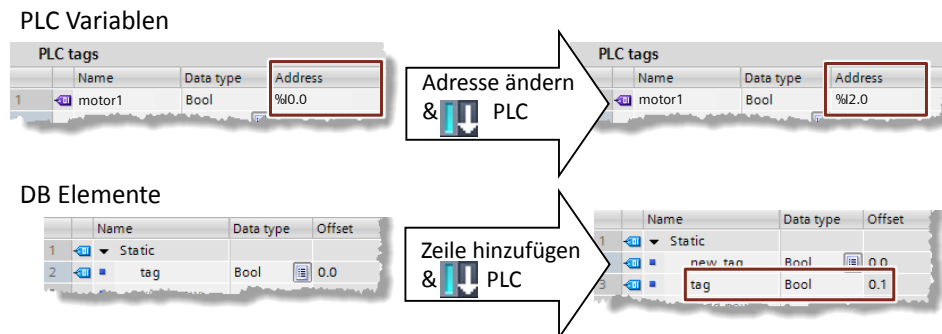 PLC Variablen
PLC tags
Name Data type Address
1 motor1 Bool %I0.0
Adresse ändern
& PLC
PLC tags
Name Data type Address
motor1 Bool %I2.0
DB Elemente
Name Data type Offset
1 Static
2 tag Bool 0.0
Zeile hinzufügen
& PLC
Name Data type Offset
1 Static
new_tag Bool 0.0
3 tag Bool 0.1